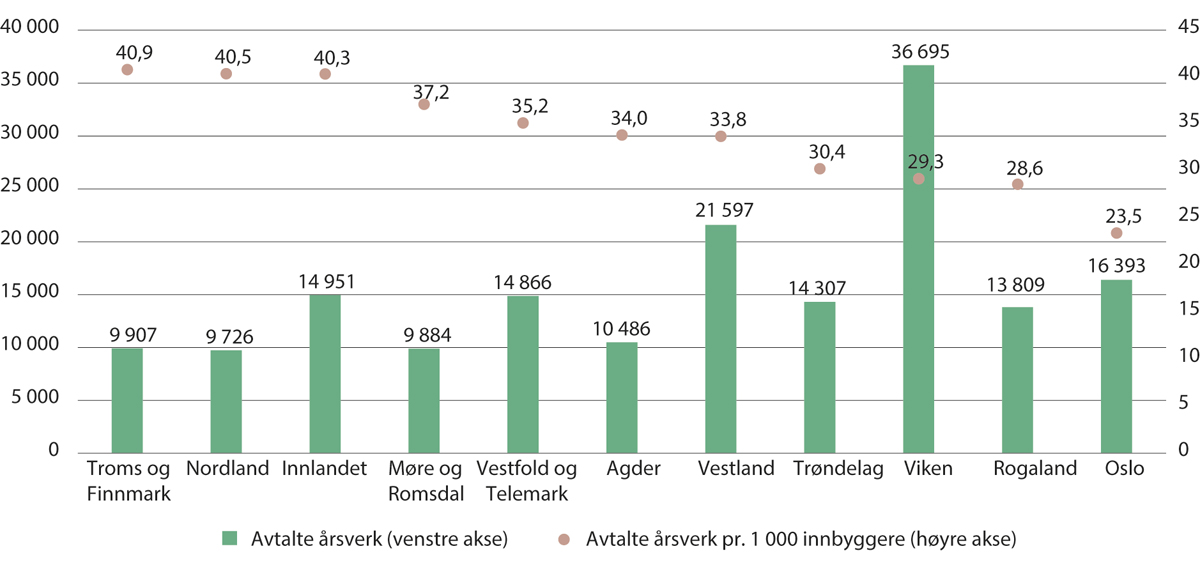 40 000
35 000
30 000
25 000
20 000
15 000
10 000
5 000
0
45
40
35
30
25
20
15
10
5
0
40,9
40,5
40,3
37,2
35,2
34,0
33,8
30,4
29,3
28,6
23,5
9 907
9 726
14 951
9 884
14 866
10 486
21 597
14 307
36 695
13 809
16 393
Troms og
Finnmark
Nordland
Innlandet
Møre og
Romsdal
Vestfold og
Telemark
Agder
Vestland
Trøndelag
Viken
Rogaland
Oslo
Avtalte årsverk (venstre akse)
Avtalte årsverk pr. 1 000 innbyggere (høyre akse)